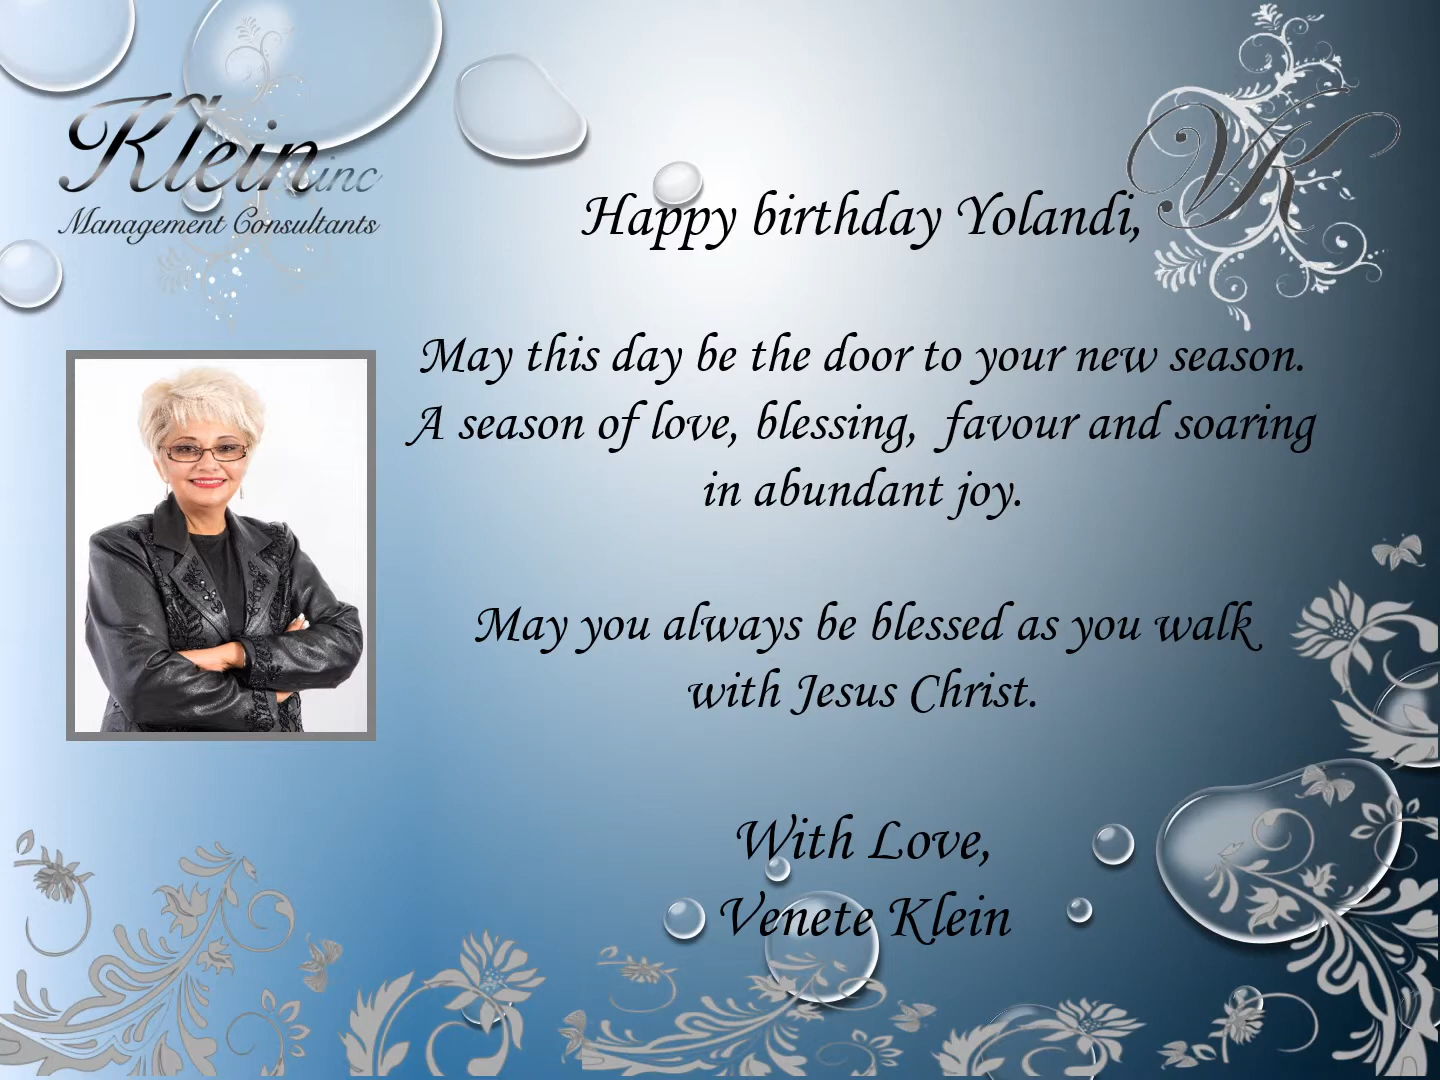 Klein inc
Management Consultants
VK
Happy birthday Yolandi,
May this day be the door to your new season.
A season of love, blessing,  favour and soaring
in abundant joy.
May you always be blessed as you walk
with Jesus Christ.
With Love,
Venete Klein